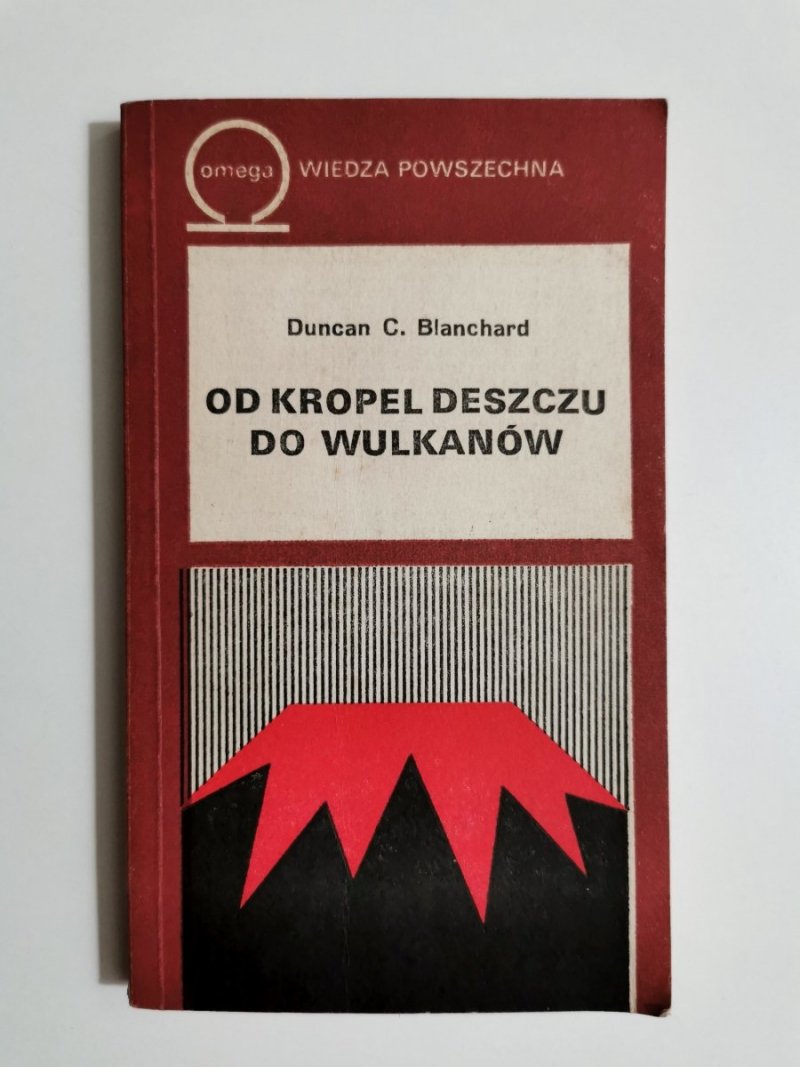 omega
WIEDZA POWSZECHNA
Duncan C. Blanchard
OD KROPEL DESZCZU
DO WULKANÓW